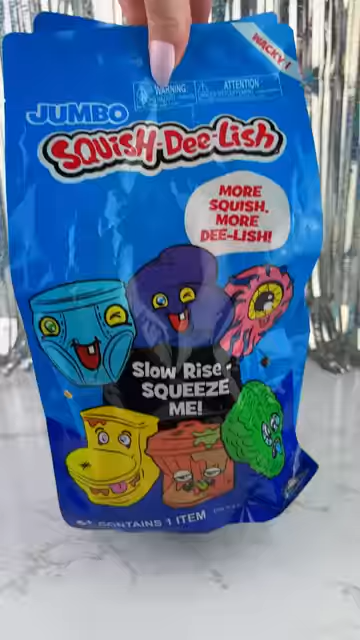 WACKY!
WARNING:
ATTENTION
JUMBO
SQUISH-DEE-LISH
MORE
SQUISH.
MORE
DEE-LISH!
Slow Rise -
SQUEEZE
ME!
CONTAINS 1 ITEM